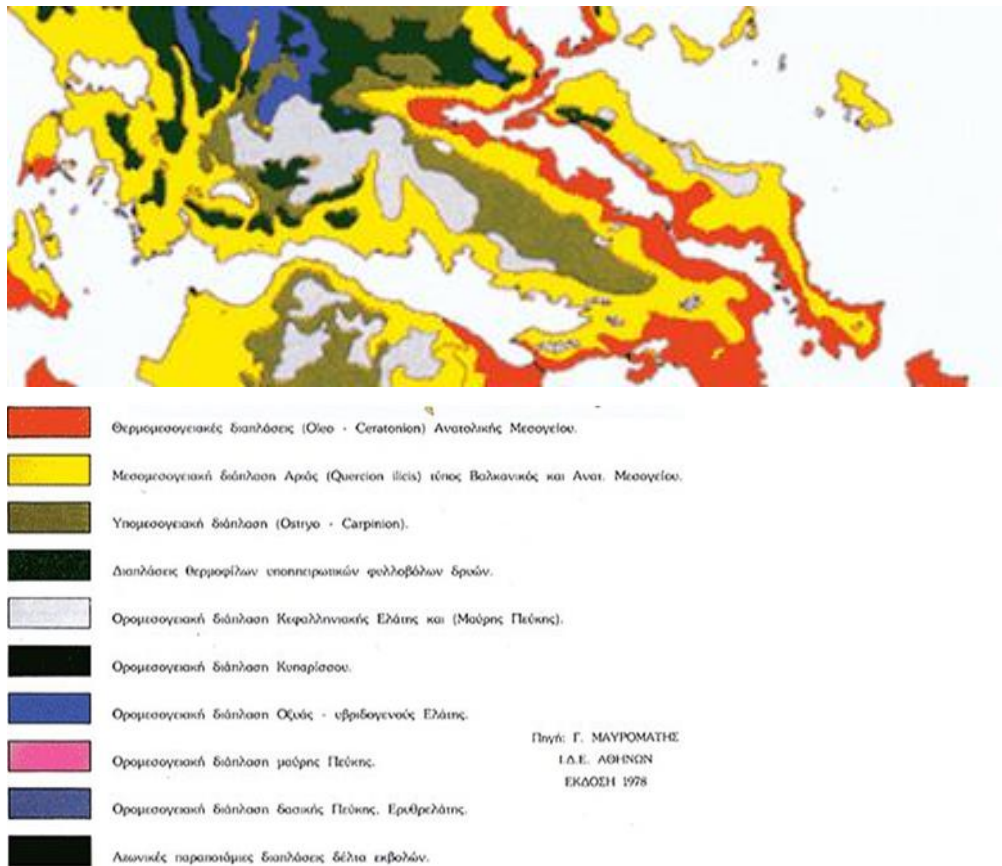 Θερμομεσογειακές διαπλάσεις (Oleo - Ceratonion) Ανατολικής Μεσογείου.
Μεσομεσογειακή διάπλαση Αριάς (Quercion ilicis) τύπος Βαλκανικός και Ανατ. Μεσογείου.
Υπομεσογειακή διάπλαση (Ostryo - Carpinion).
Διαπλάσεις θερμοφίλων υποηπειρωτικών φυλλοβόλων δρυών.
Ορομεσογειακή διάπλαση Κεφαλληνιακής Ελάτης και (Μαύρης Πεύκης).
Ορομεσογειακή διάπλαση Κυπαρίσσου.
Ορομεσογειακή διάπλαση Οξυάς - υβριδογενούς Ελάτης.
Ορομεσογειακή διάπλαση μαύρης Πεύκης.
Ορομεσογειακή διάπλαση δασικής Πεύκης, Ερυθρελάτης.
Αζωνικές παραποτάμιες διαπλάσεις δέλτα εκβολών.
Πηγή: Γ. ΜΑΥΡΟΜΑΤΗΣ
Ι.Δ.Ε. ΑΘΗΝΩΝ
ΕΚΔΟΣΗ 1978